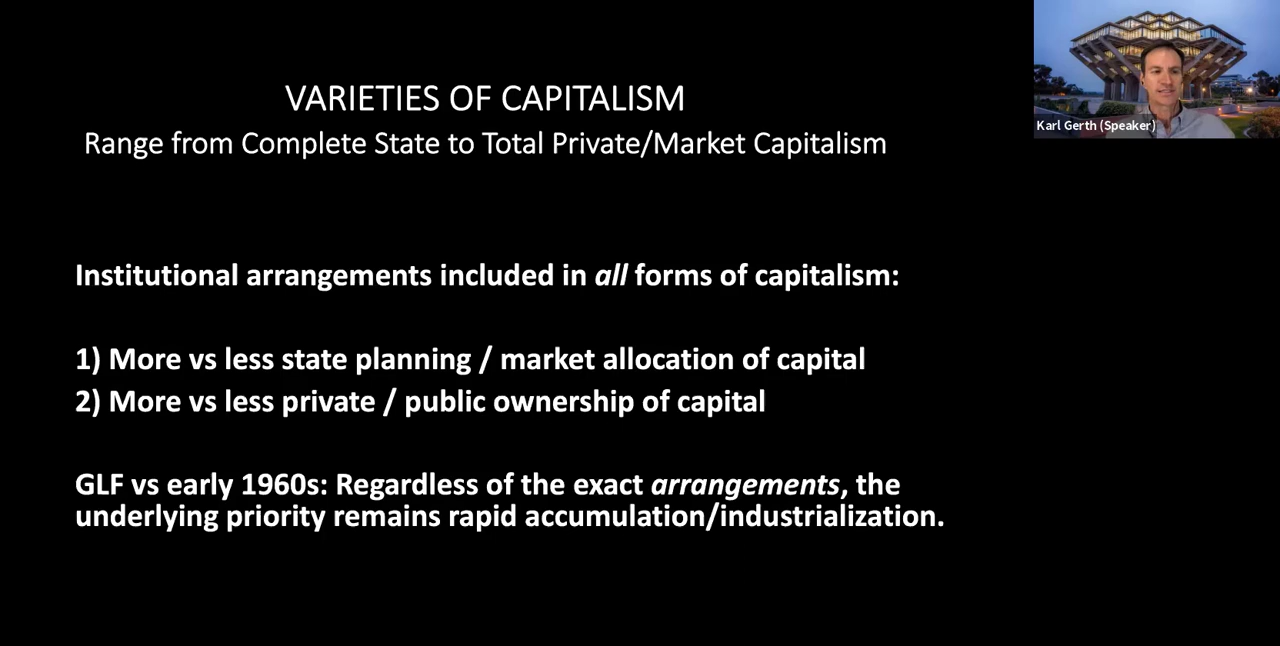 VARIETIES OF CAPITALISM
Range from Complete State to Total Private/Market Capitalism
Karl Gerth (Speaker)
Institutional arrangements included in all forms of capitalism:
1) More vs less state planning / market allocation of capital
2) More vs less private / public ownership of capital
GLF vs early 1960s: Regardless of the exact arrangements, the
underlying priority remains rapid accumulation/industrialization.